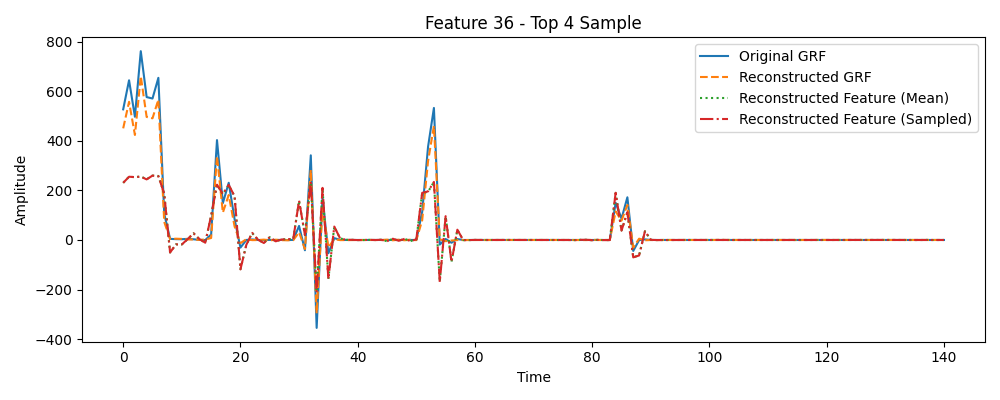 Feature 36 - Top 4 Sample
Original GRF
Reconstructed GRF
Reconstructed Feature (Mean)
Reconstructed Feature (Sampled)
Amplitude
800
600
400
200
0
−200
−400
0 20 40 60 80 100 120 140
Time